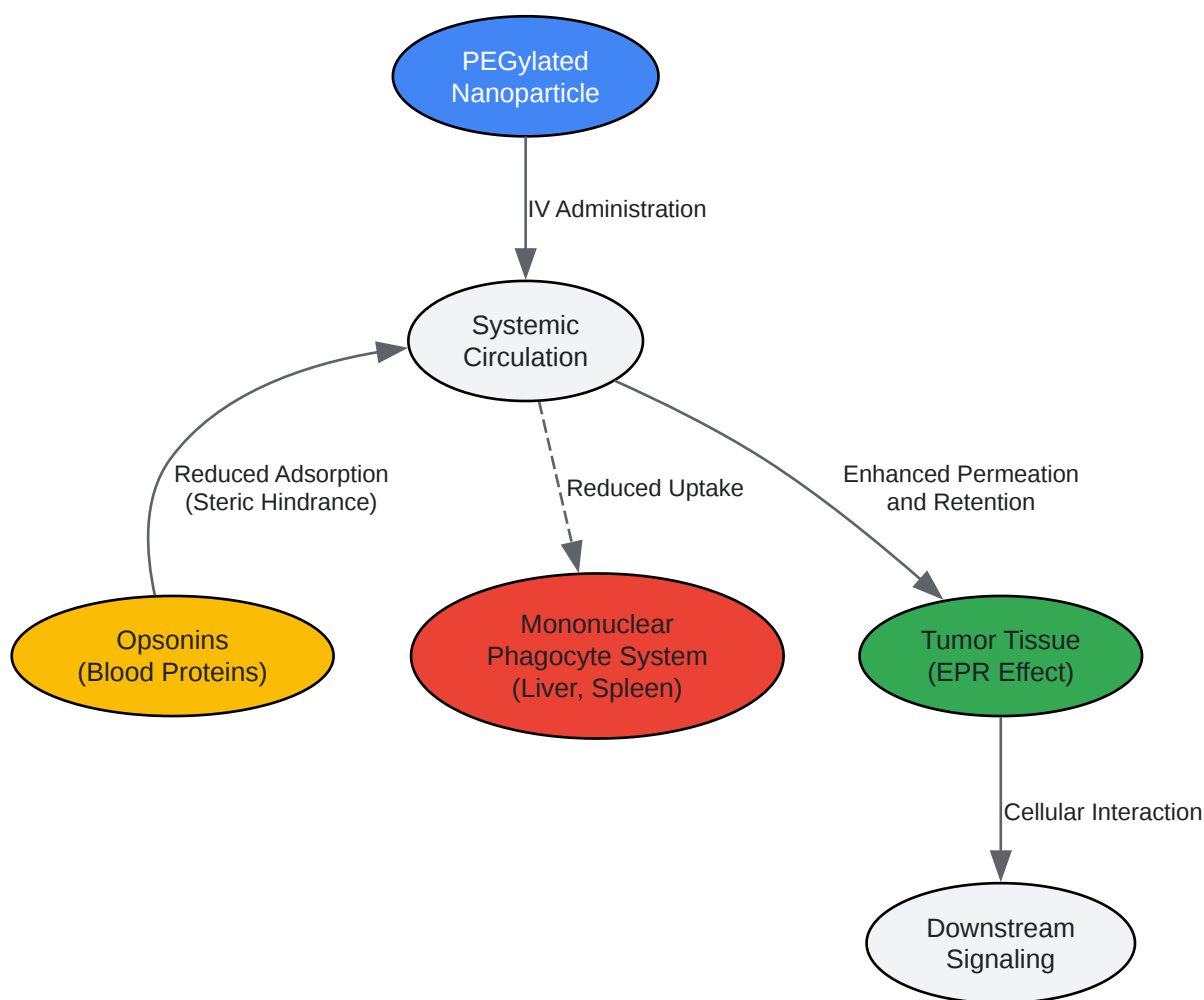 PEGylated
Nanoparticle
IV Administration
Systemic
Circulation
Reduced Adsorption
(Steric Hindrance)
Reduced Uptake
Enhanced Permeation
and Retention
Opsonins
(Blood Proteins)
Mononuclear
Phagocyte System
(Liver, Spleen)
Tumor Tissue
(EPR Effect)
Cellular Interaction
Downstream
Signaling